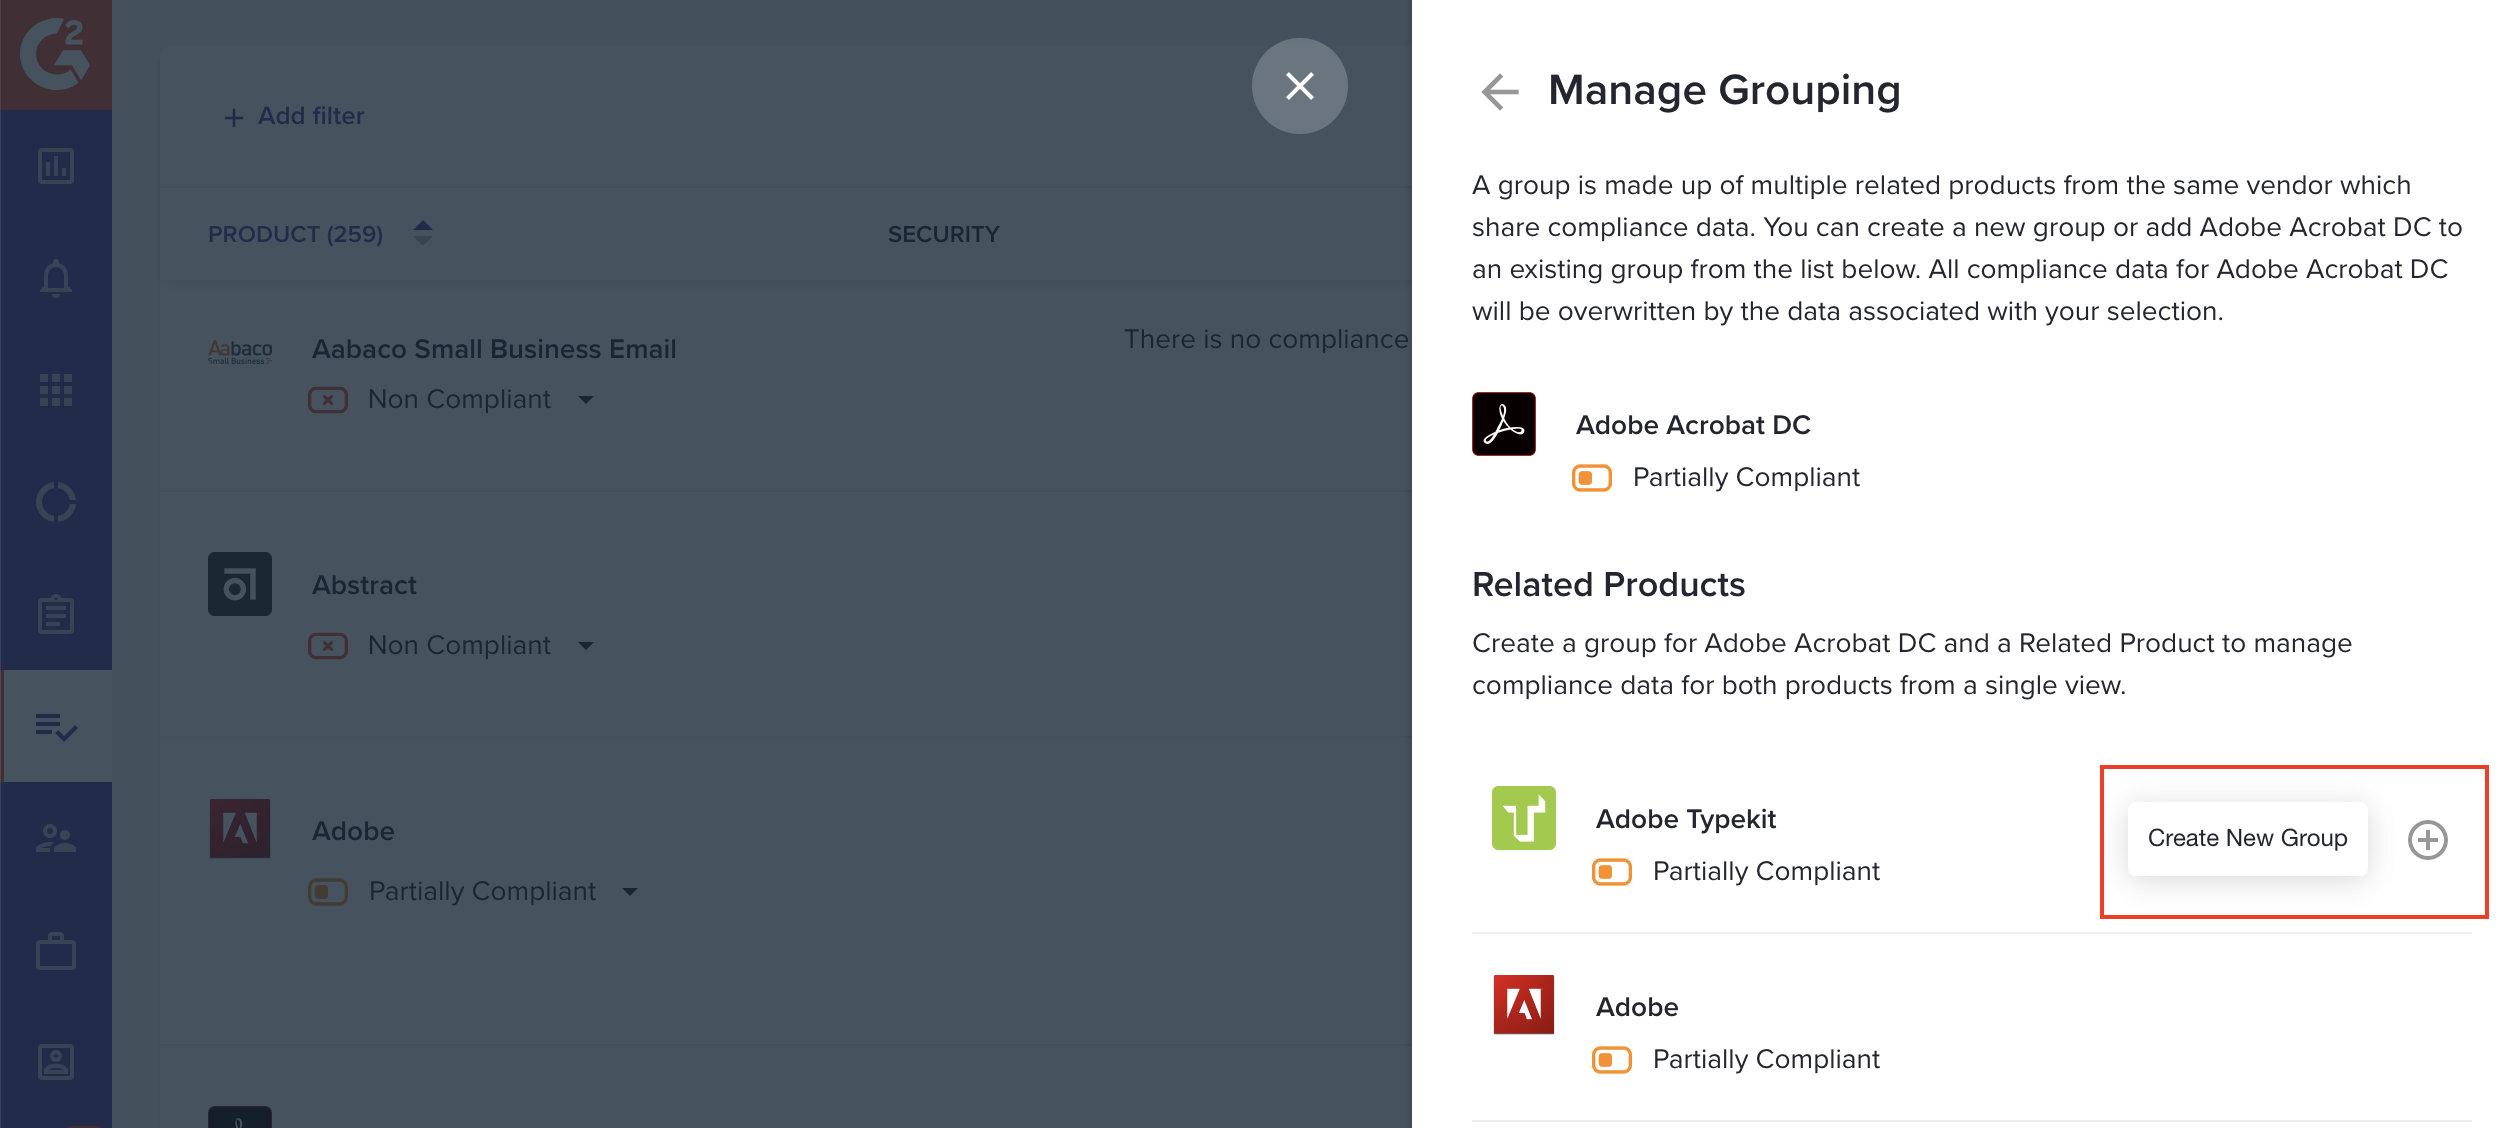 G2
Add filter
PRODUCT (259)
SECURITY
Aabaco
Small Business
Aabaco Small Business Email
Non Compliant
There is no compliance
Abstract
Non Compliant
Adobe
Partially Compliant
Manage Grouping
A group is made up of multiple related products from the same vendor which
share compliance data. You can create a new group or add Adobe Acrobat DC to
an existing group from the list below. All compliance data for Adobe Acrobat DC
will be overwritten by the data associated with your selection.
Adobe Acrobat DC
Partially Compliant
Related Products
Create a group for Adobe Acrobat DC and a Related Product to manage
compliance data for both products from a single view.
Adobe Typekit
Partially Compliant
Create New Group
Adobe
Partially Compliant